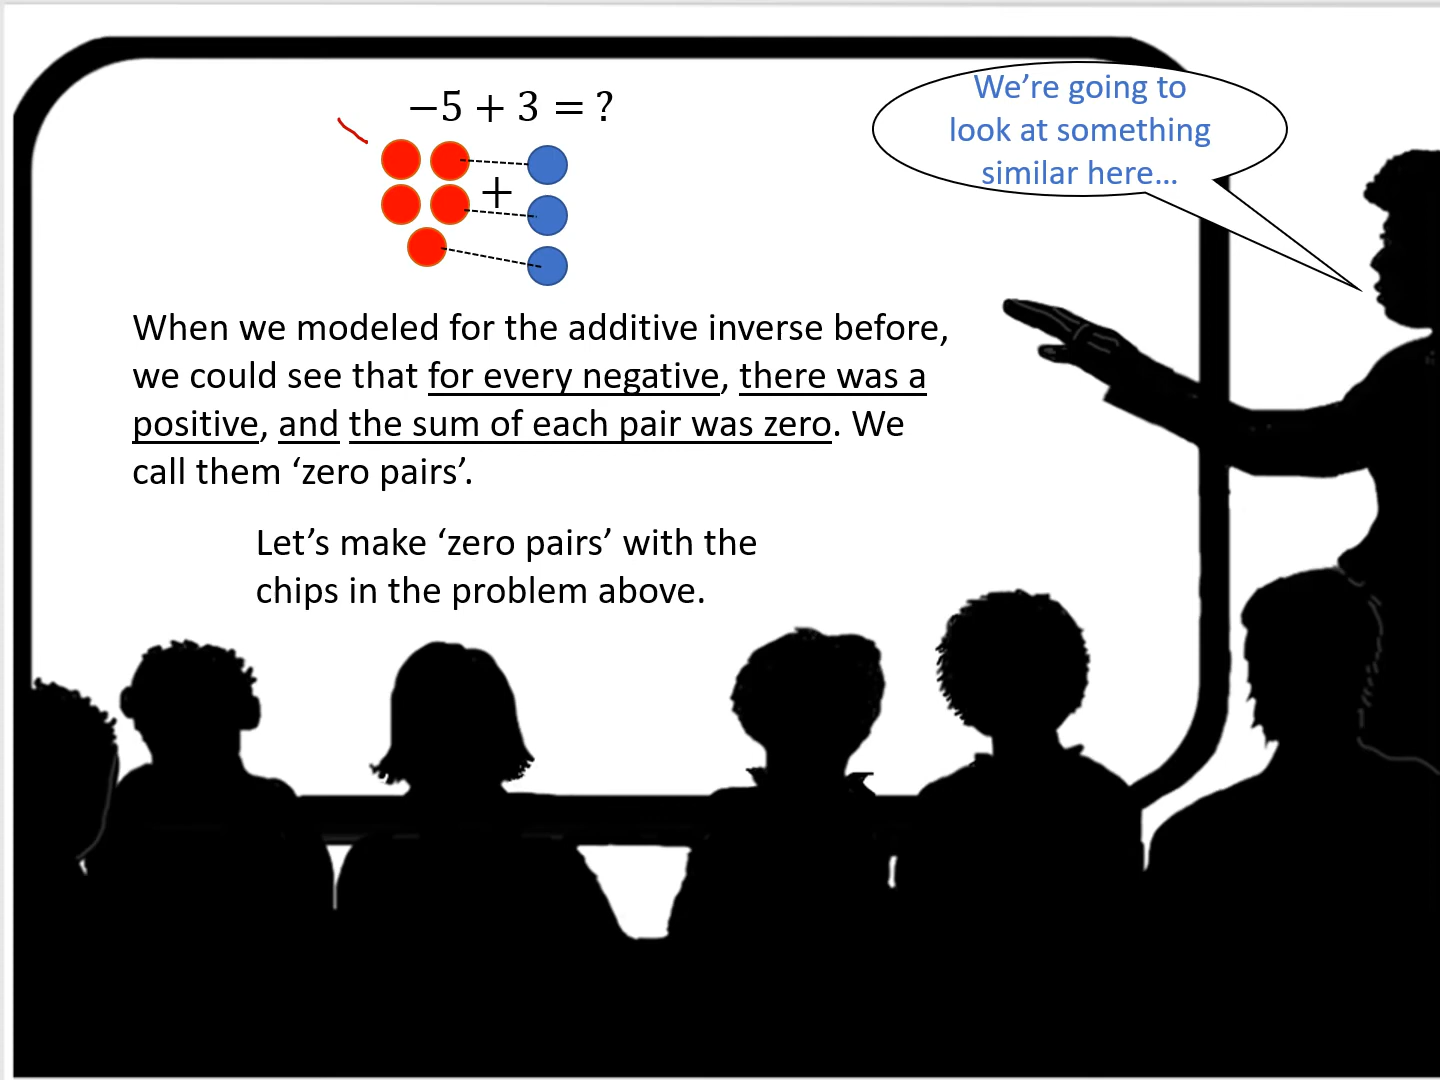 −5 + 3 = ?
+
We’re going to
look at something
similar here…
When we modeled for the additive inverse before,
we could see that for every negative, there was a
positive, and the sum of each pair was zero. We
call them ‘zero pairs’.
Let’s make ‘zero pairs’ with the
chips in the problem above.